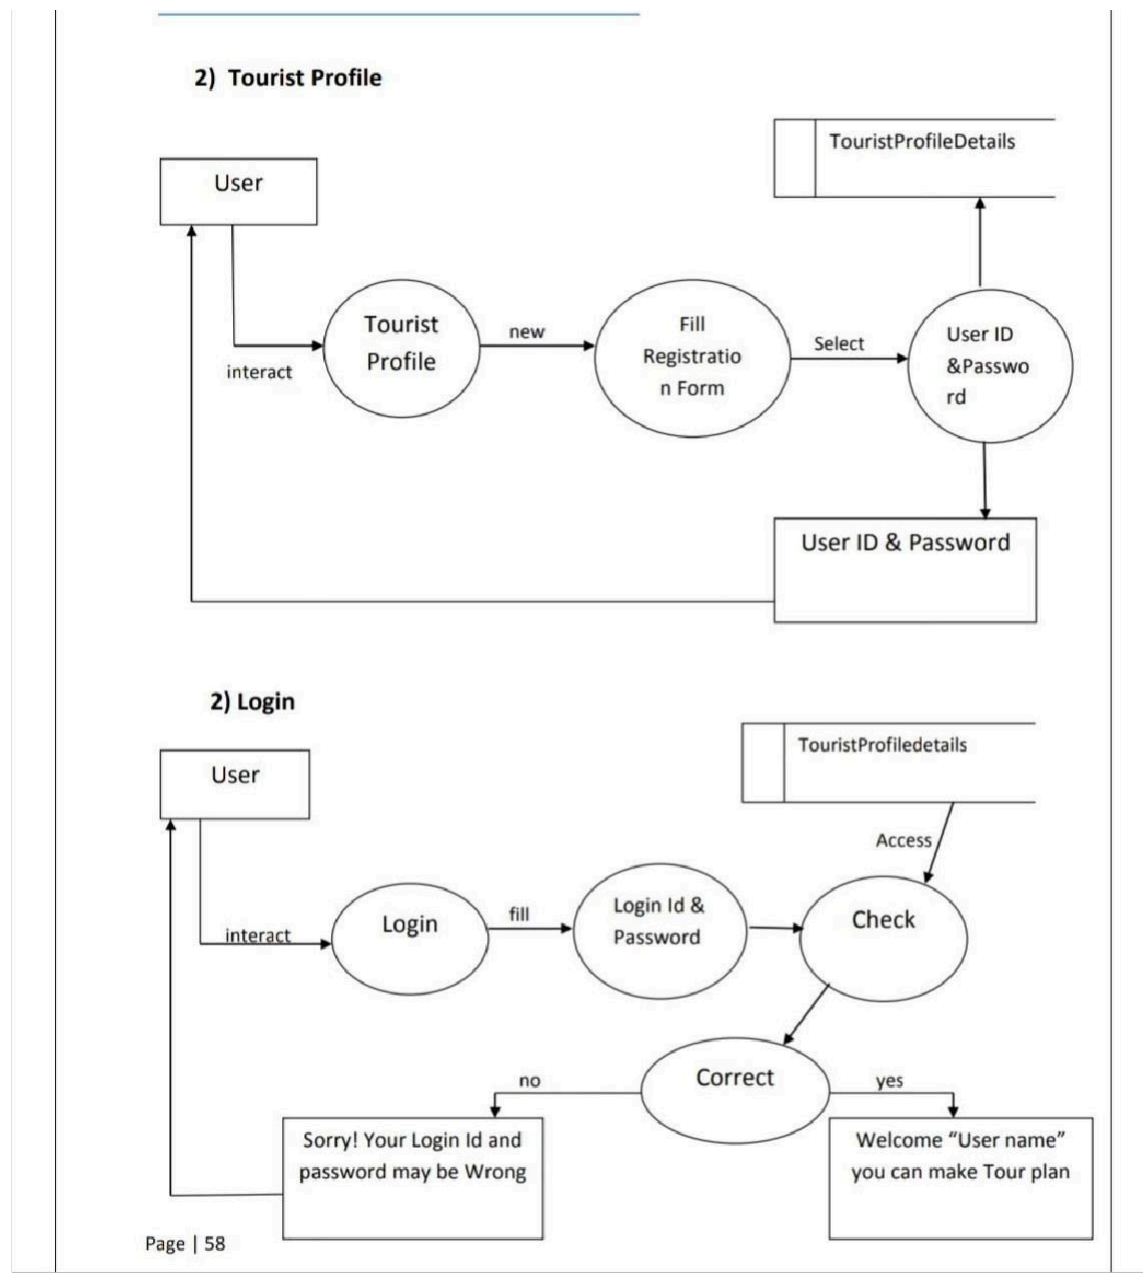 2) Tourist Profile
TouristProfileDetails
User
Tourist
Profile
new
Fill
Registratio
n Form
Select
User ID
&Passwo
rd
interact
User ID & Password
2) Login
TouristProfiledetails
User
Access
Login
fill
Login Id &
Password
Check
interact
Correct
no
yes
Sorry! Your Login Id and
password may be Wrong
Welcome "User name"
you can make Tour plan
Page | 58